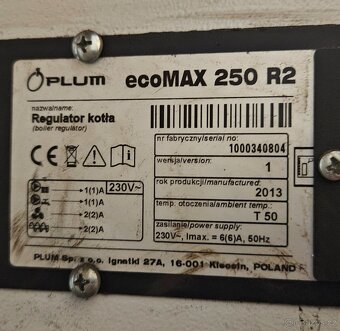 PLUM
ecoMAX 250 R2
nazwa/name:
Regulator kotła
(boiler regulator)
nr fabryczny/serial no:
1000340804
wersja/version:
1
rok produkcji/manufactured:
2013
temp. otoczenia/ambient temp.
T 50
zasilanie/power supply:
230V~, Imax. = 6(6)A, 50Hz
1(1)A 230V~
1(1)A
2(2)A
2(2)A
PLUM Sp. z o.o. Ignatki 27A, 16-001 Kleosin, POLAND